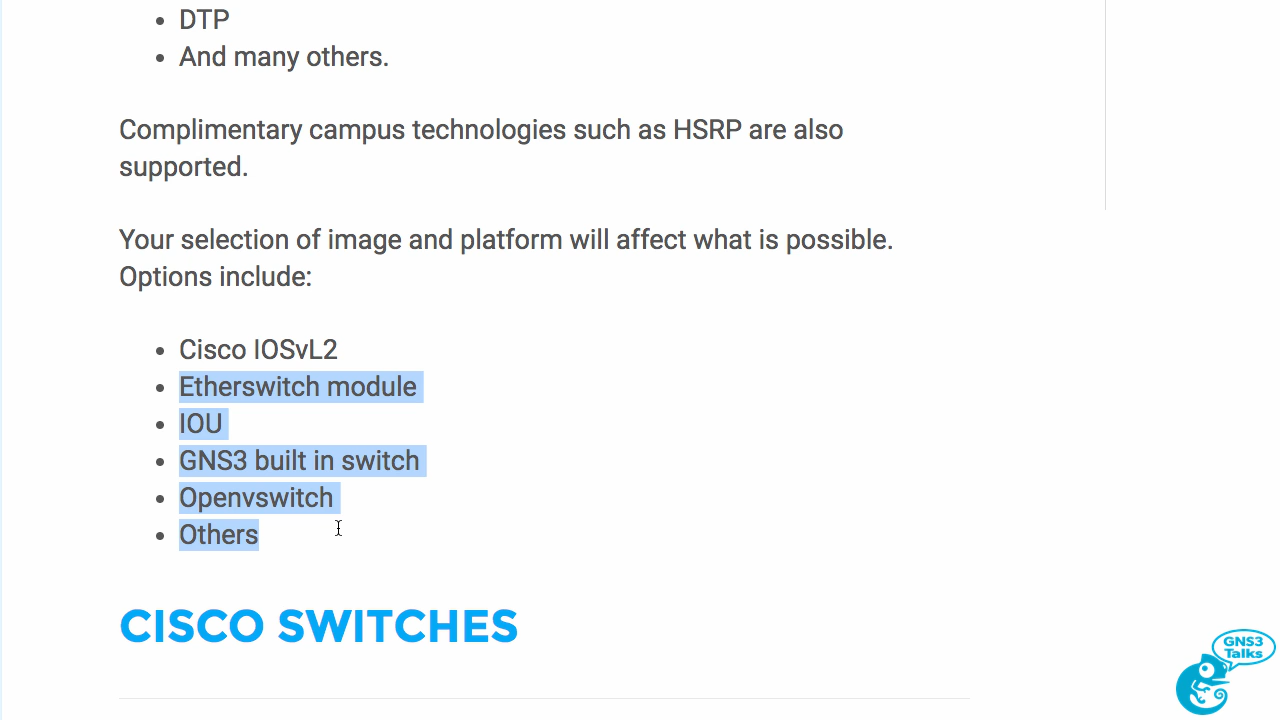 DTP
And many others.
Complimentary campus technologies such as HSRP are also
supported.
Your selection of image and platform will affect what is possible.
Options include:
Cisco IOSvL2
Etherswitch module
IOU
GNS3 built in switch
Openvswitch
Others
CISCO SWITCHES
GNS3
Talks